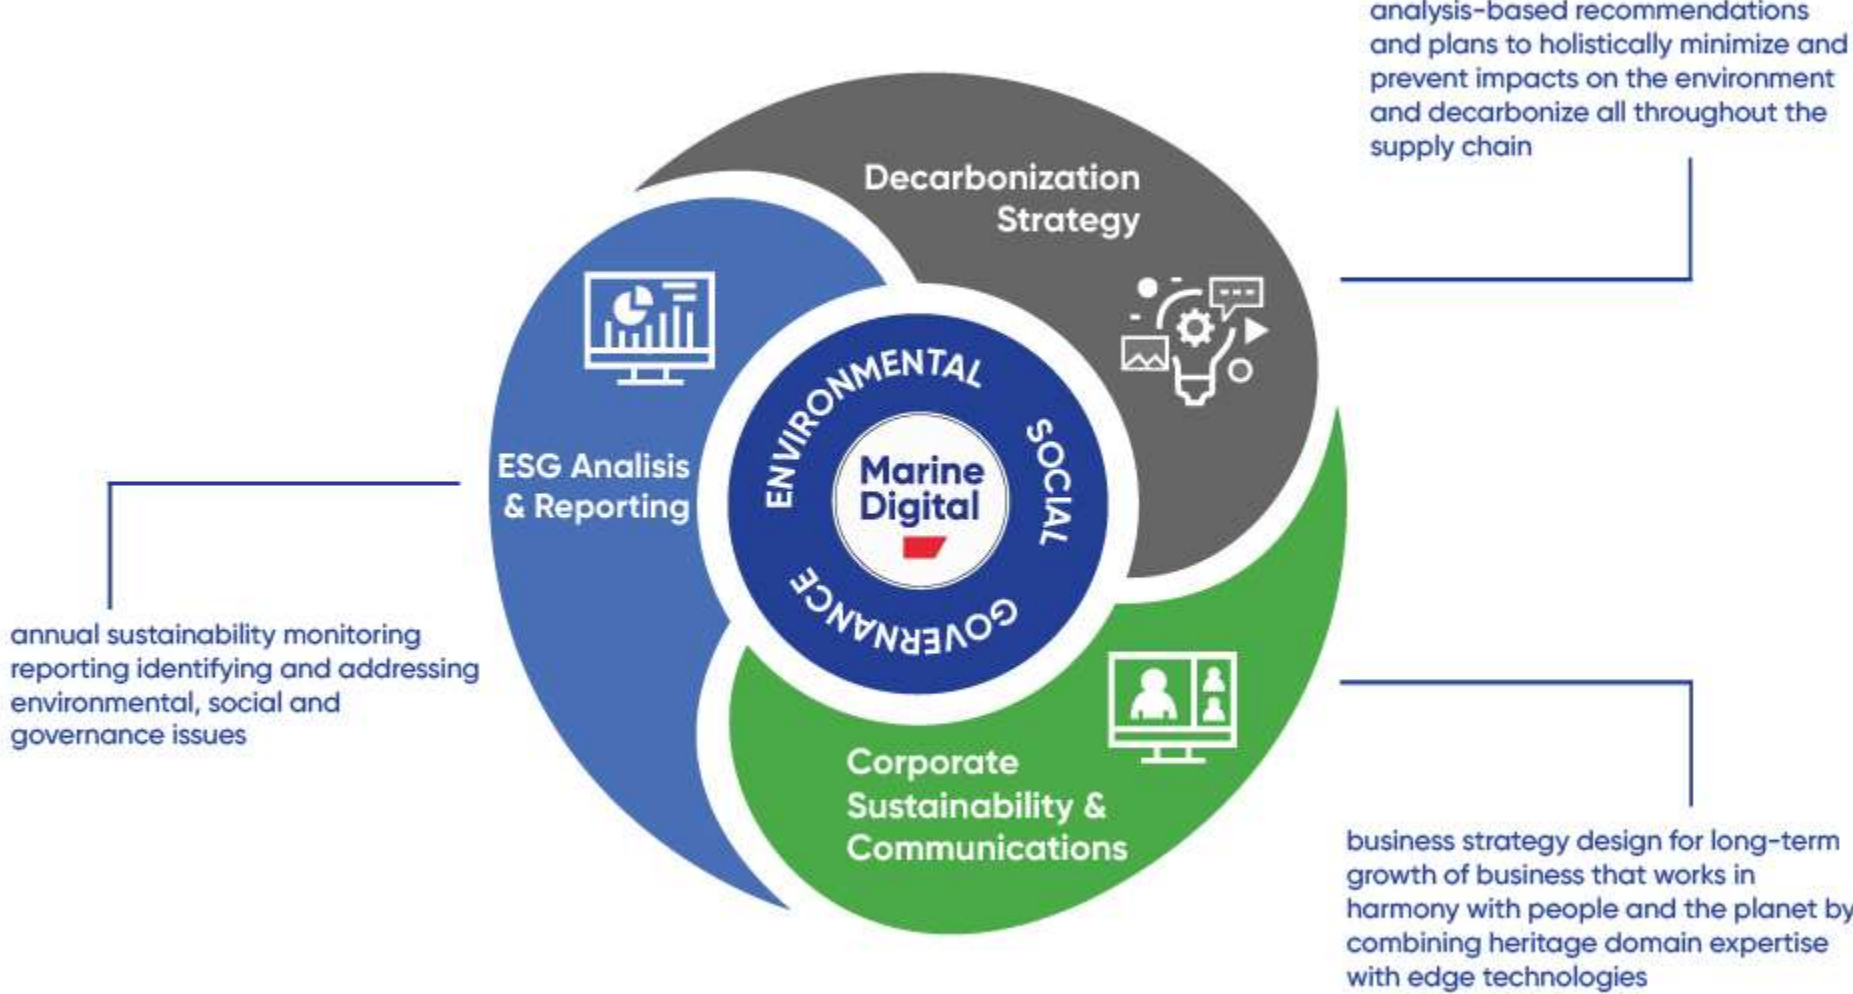 analysis-based recommendations
and plans to holistically minimize and
prevent impacts on the environment
and decarbonize all throughout the
supply chain
Decarbonization
Strategy
ESG Analisis
& Reporting
ENVIRONMENTAL
SOCIAL
GOVERNANCE
Marine
Digital
annual sustainability monitoring
reporting identifying and addressing
environmental, social and
governance issues
Corporate
Sustainability &
Communications
business strategy design for long-term
growth of business that works in
harmony with people and the planet by
combining heritage domain expertise
with edge technologies